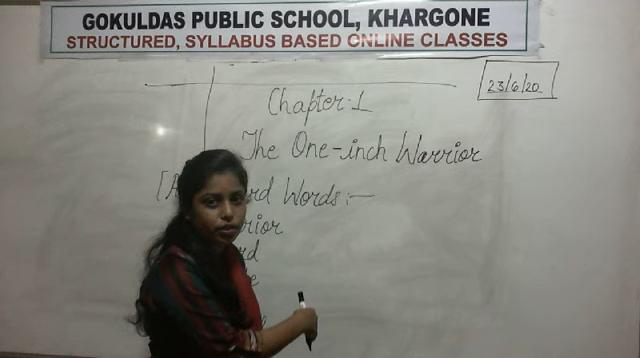 GOKULDAS PUBLIC SCHOOL, KHARGONE
STRUCTURED, SYLLABUS BASED ONLINE CLASSES
23/6/20
Chapter:1
The One-inch Warrior
[A rd Words:-
rior
rd
e